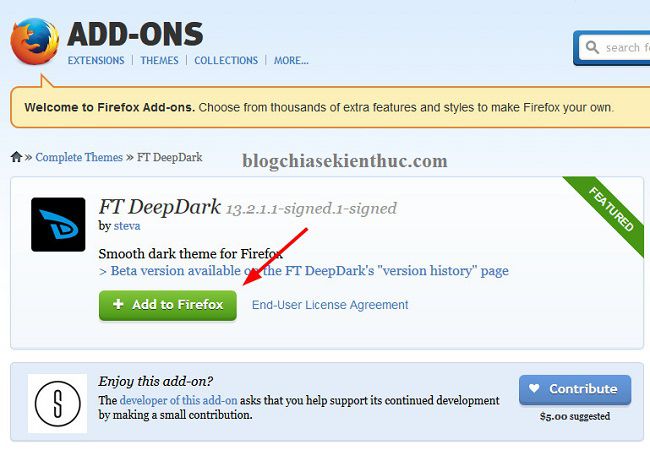 ADD-ONS
EXTENSIONS | THEMES | COLLECTIONS | MORE...
search fo
Welcome to Firefox Add-ons. Choose from thousands of extra features and styles to make Firefox your own.
» Complete Themes » FT DeepDark
blogchiasekienthuc.com
FT DeepDark 13.2.1.1-signed.1-signed
by steva
FEATURED
Smooth dark theme for Firefox
> Beta version available on the FT DeepDark's "version history" page
+ Add to Firefox
End-User License Agreement
S
Enjoy this add-on?
The developer of this add-on asks that you help support its continued development
by making a small contribution.
Contribute
$5.00 suggested